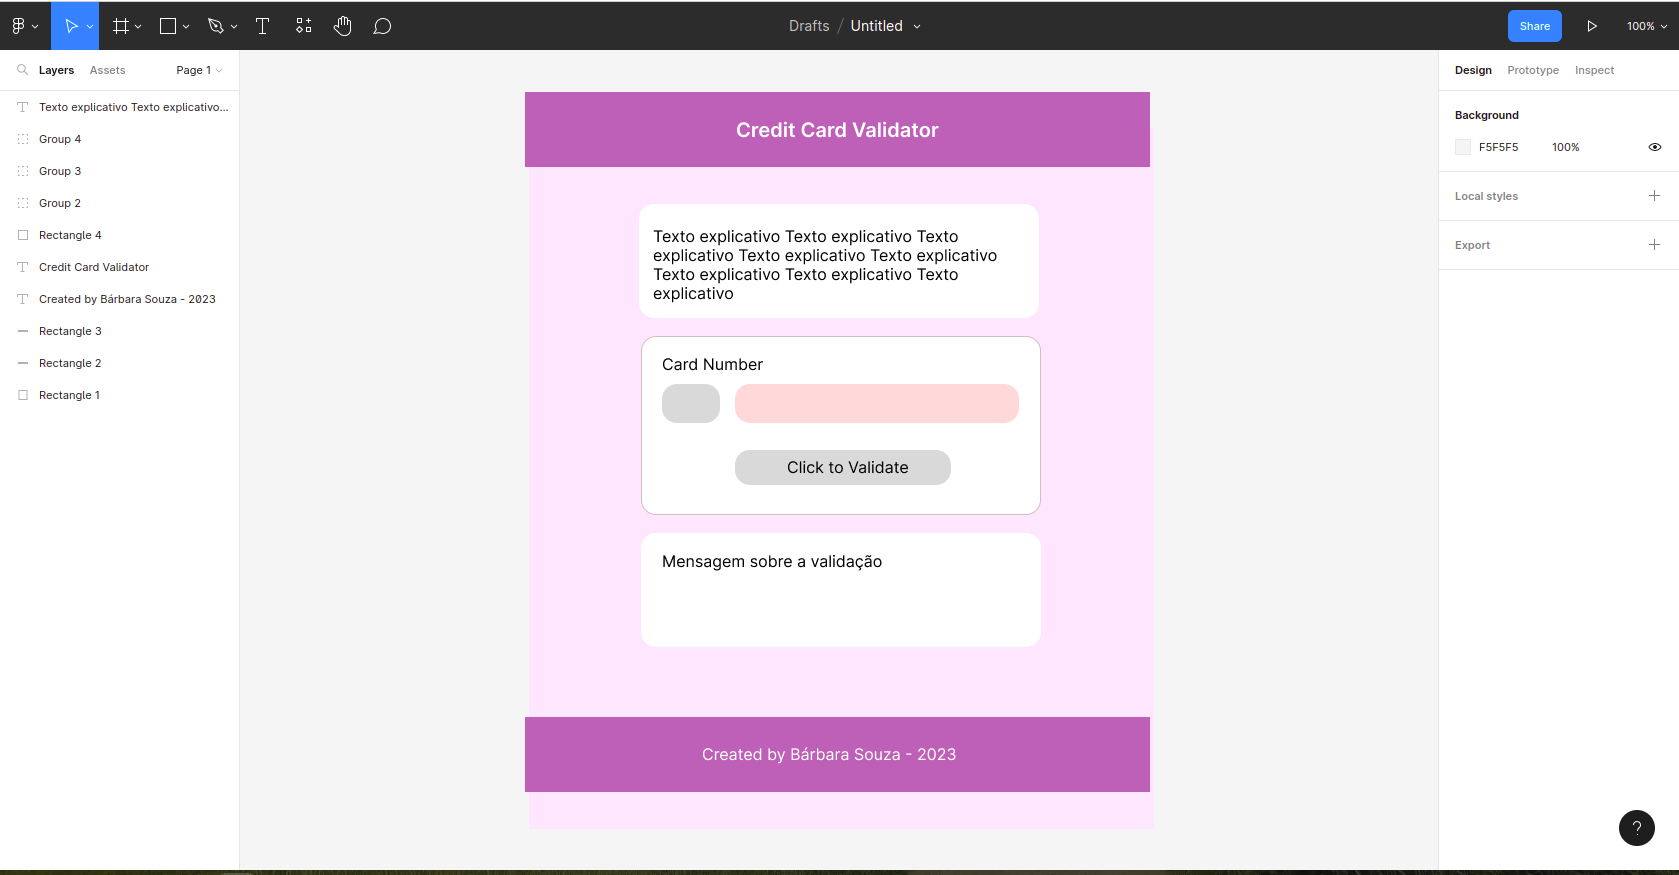 Drafts / Untitled
Share
100%
Layers Assets Page 1
Texto explicativo Texto explicativo...
Group 4
Group 3
Group 2
Rectangle 4
Credit Card Validator
Created by Bárbara Souza - 2023
Rectangle 3
Rectangle 2
Rectangle 1
Credit Card Validator
Texto explicativo Texto explicativo Texto
explicativo Texto explicativo Texto explicativo
Texto explicativo Texto explicativo Texto
explicativo
Card Number
Click to Validate
Mensagem sobre a validação
Created by Bárbara Souza - 2023
Design Prototype Inspect
Background
F5F5F5 100%
Local styles
Export
?